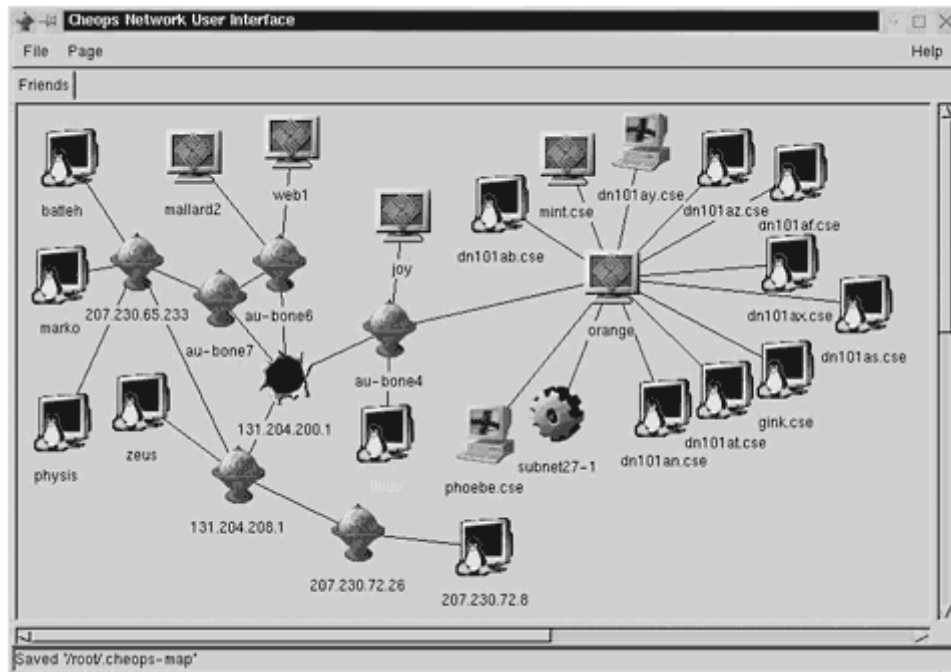 Cheops Network User Interface
File Page Help
Friends
batleh
mallard2
web1
joy
dn101ab.cse
mint.cse
dn101ay.cse
dn101az.cse
dn101af.cse
marko
207.230.65.233
au-bone6
au-bone7
au-bone4
orange
dn101ax.cse
dn101as.cse
131.204.200.1
physis
zeus
linus
phoebe.cse
subnet27-1
dn101an.cse
dn101at.cse
gink.cse
131.204.208.1
207.230.72.26
207.230.72.8
Saved "/root/.cheops-map"